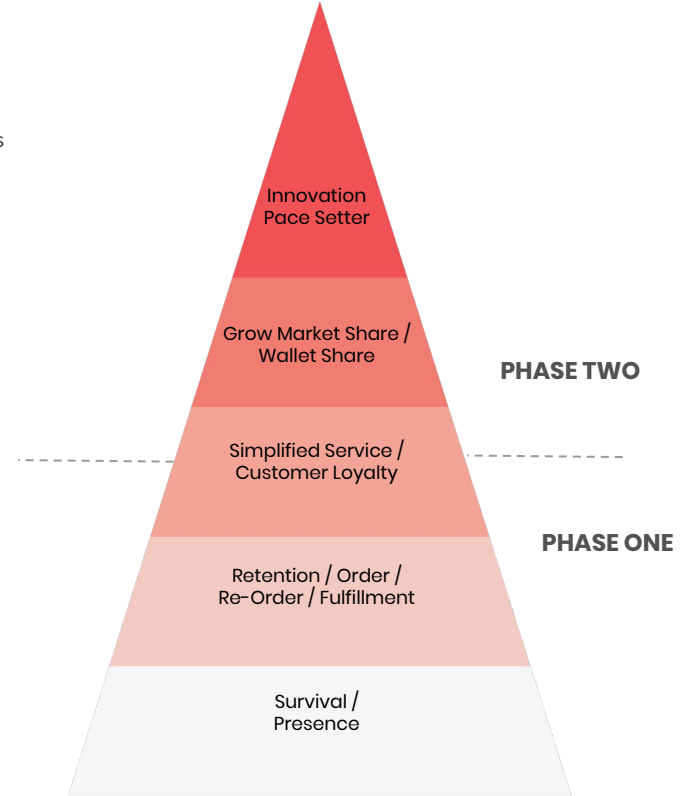 s
Innovation
Pace Setter
Grow Market Share /
Wallet Share
PHASE TWO
Simplified Service /
Customer Loyalty
PHASE ONE
Retention / Order /
Re-Order / Fulfillment
Survival /
Presence